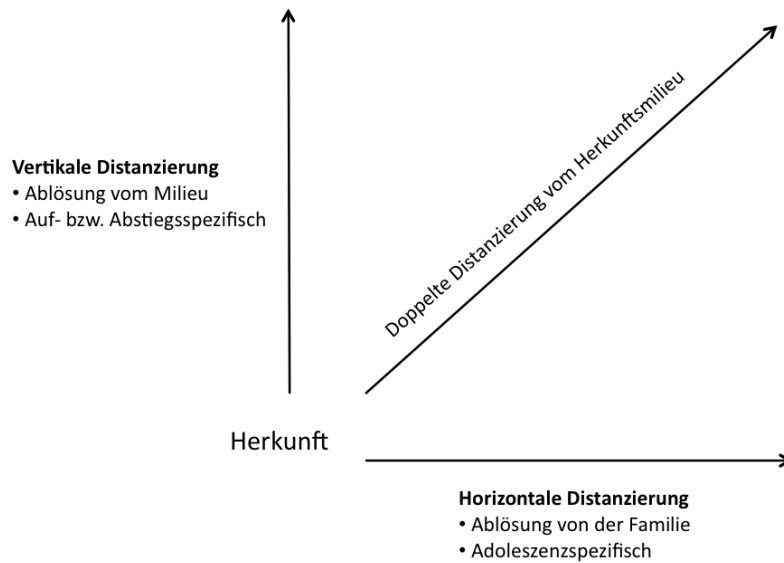 Vertikale Distanzierung
• Ablösung vom Milieu
• Auf- bzw. Abstiegsspezifisch
Doppelte Distanzierung vom Herkunftsmilieu
Herkunft
Horizontale Distanzierung
• Ablösung von der Familie
• Adoleszenzspezifisch